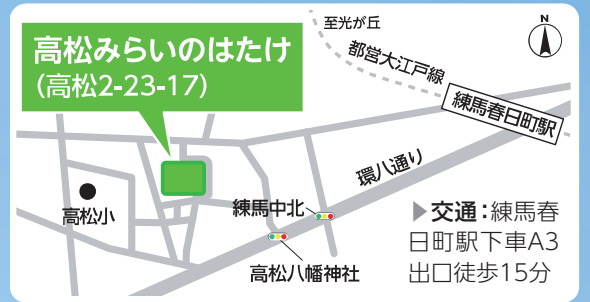 高松みらいのはたけ
(高松2-23-17)
至光が丘
都営大江戸線
N
練馬春日町駅
環八通り
高松小
練馬中北
高松八幡神社
▶交通:練馬春
日町駅下車A3
出口徒歩15分